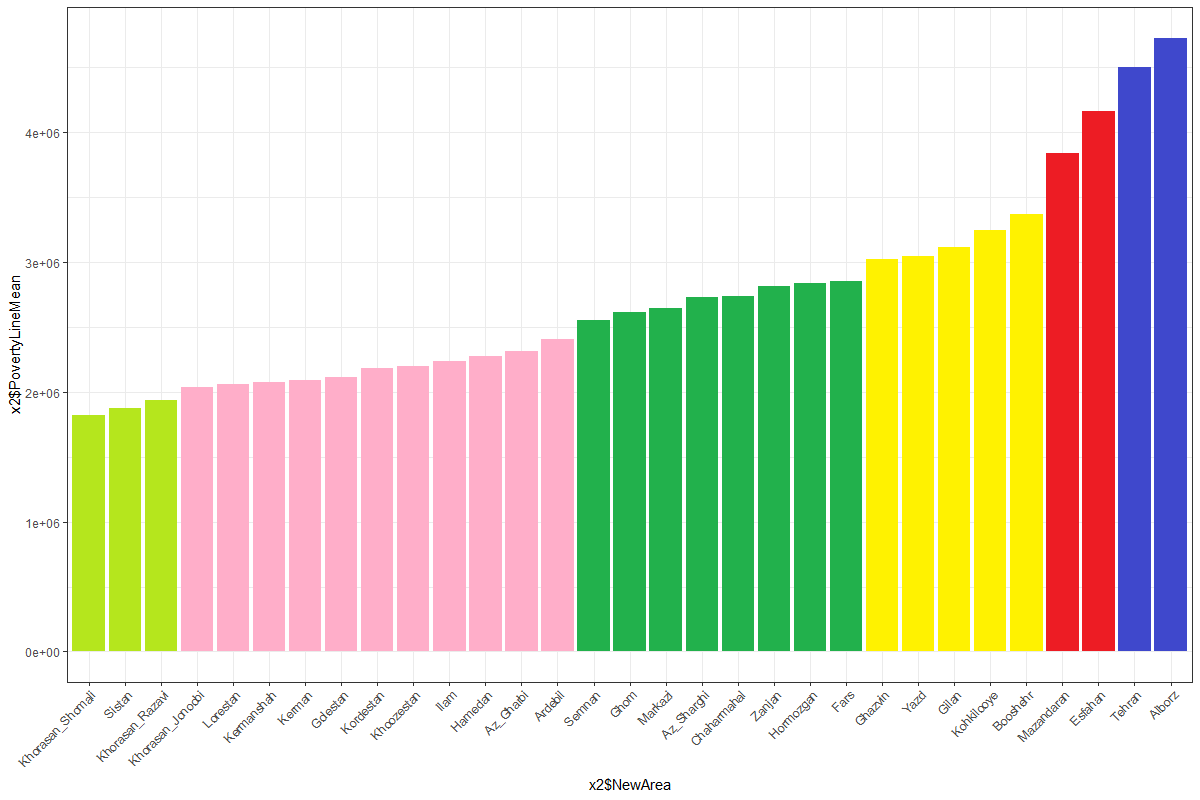 x2$PovertyLineMean
4e+06
3e+06
2e+06
1e+06
0e+00
Khorasan_Shomali
Sistan
Khorasan_Razavi
Khorasan_Jonoobi
Lorestan
Kermanshah
Kerman
Golestan
Kordestan
Khoozestan
Ilam
Hamedan
Az_Gharbi
Ardebil
Semnan
Ghom
Markazi
Az_Sharghi
Chaharmahal
Zanjan
Hormozgan
Fars
Ghazvin
Yazd
Gilan
Kohkilooye
Booshehr
Mazandaran
Esfahan
Tehran
Alborz
x2$NewArea